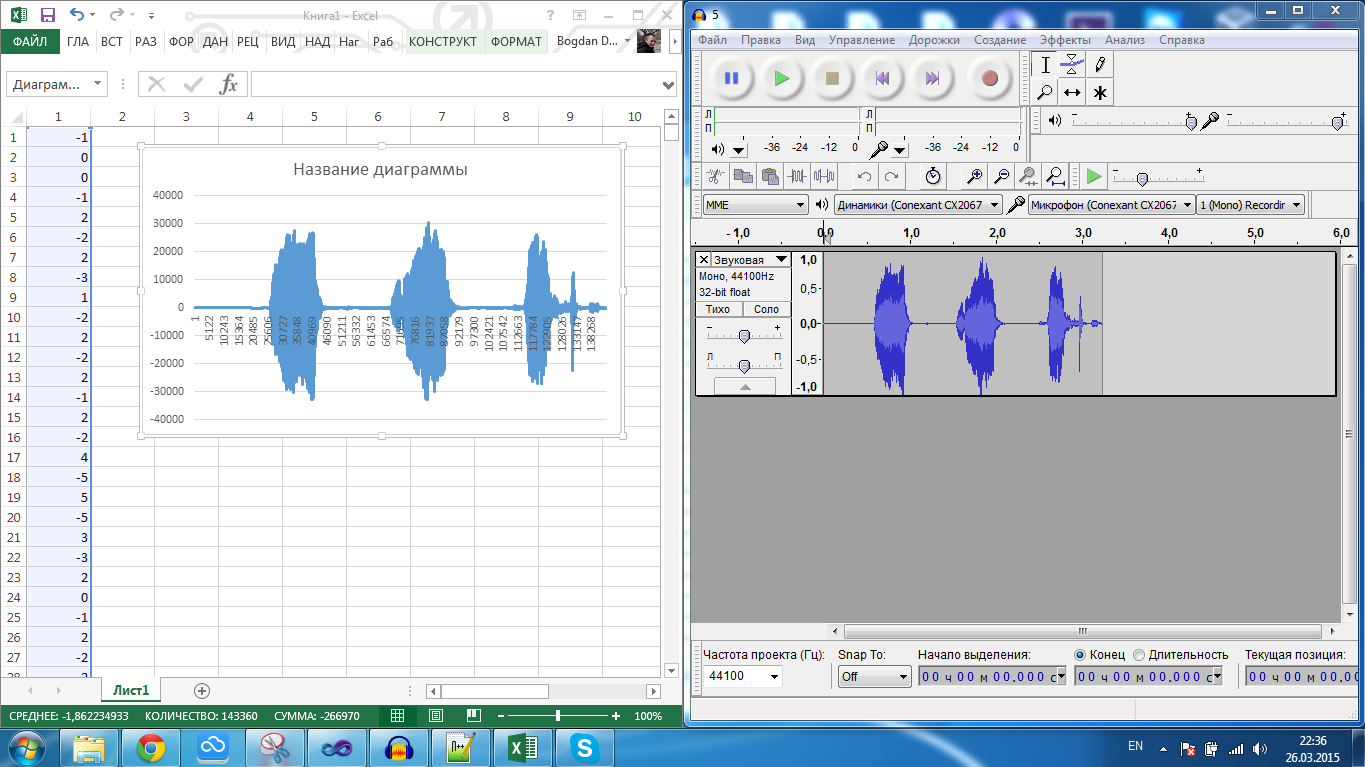 Книга1 - Excel
?
ФАЙЛ ГЛА ВСТ РАЗ ФОР ДАН РЕЦ ВИД НАД Наг Раб КОНСТРУКТ ФОРМАТ Bogdan D...
Диаграм... fx
1 2 3 4 5 6 7 8 9 10
1 -1
2 0
3 0
4 -1
5 2
6 -2
7 2
8 -3
9 1
10 -2
11 2
12 -2
13 2
14 -1
15 2
16 -2
17 4
18 -5
19 5
20 -5
21 3
22 -3
23 2
24 0
25 -1
26 2
27 -2
28
Название диаграммы
40000
30000
20000
10000
0
-10000
-20000
-30000
-40000
1 5122 10243 15364 20485 25606 30727 35848 40969 46090 51211 56332 61453 66574 71695 76816 81937 87058 92179 97300 102421 107542 112663 117784 122905 128026 133147 138268
Лист1
СРЕДНЕЕ: -1,862234933 КОЛИЧЕСТВО: 143360 СУММА: -266970 100%
5
Файл Правка Вид Управление Дорожки Создание Эффекты Анализ Справка
Л Л
П П
-36 -24 -12 0 -36 -24 -12 0
MME Динамики (Conexant CX2067 Микрофон (Conexant CX2067 1 (Mono) Recordir
- 1,0 0,0 1,0 2,0 3,0 4,0 5,0 6,0
Звуковая
Моно, 44100Hz
32-bit float
Тихо Соло
Л П
1,0
0,5
0,0
-0,5
-1,0
Частота проекта (Гц): Snap To: Начало выделения: Конец Длительность Текущая позиция:
44100 Off 00 ч 00 м 00.000 с 00 ч 00 м 00.000 с 00 ч 00 м 00.00
EN 22:36
26.03.2015